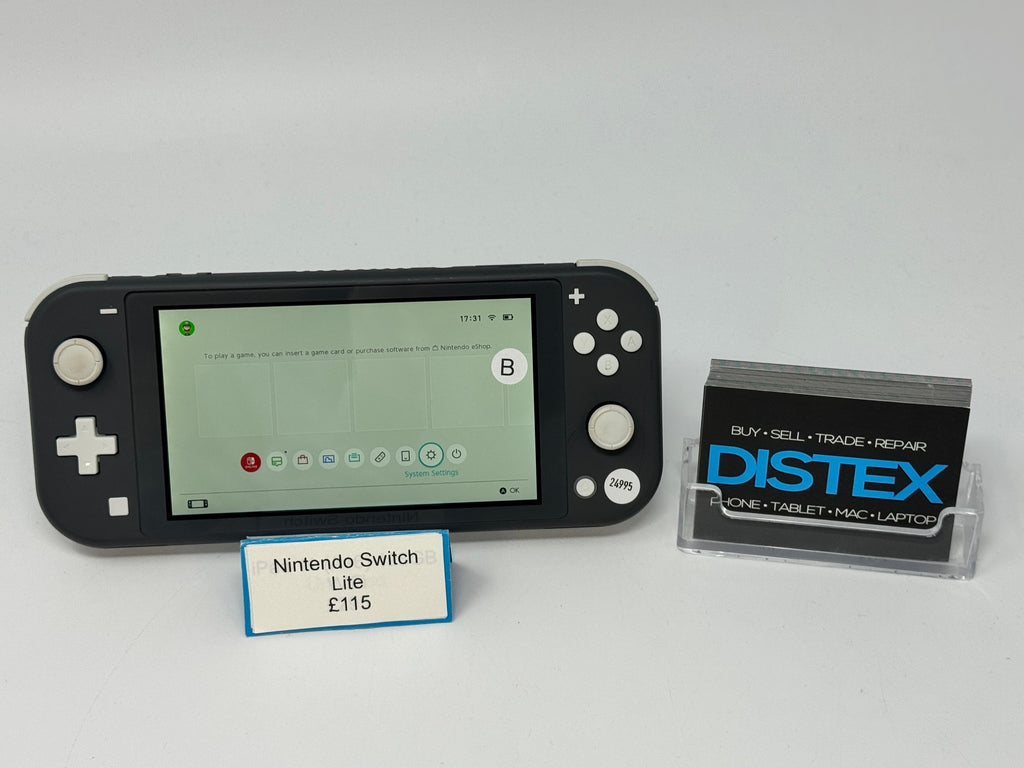 17:31
To play a game, you can insert a game card or purchase software from Nintendo eShop.
B
ONLINE
System Settings
A OK
X
Y
A
B
24995
Nintendo Switch
Lite
£115
BUY • SELL • TRADE • REPAIR
DISTEX
PHONE • TABLET • MAC • LAPTOP